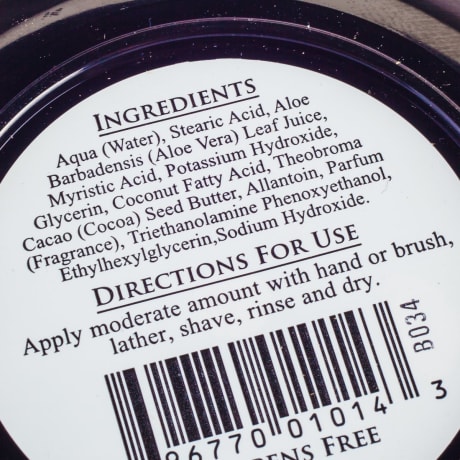 INGREDIENTS
Aqua (Water), Stearic Acid, Aloe
Barbadensis (Aloe Vera) Leaf Juice,
Myristic Acid, Potassium Hydroxide,
Glycerin, Coconut Fatty Acid, Theobroma
Cacao (Cocoa) Seed Butter, Allantoin, Parfum
(Fragrance), Triethanolamine Phenoxyethanol,
Ethylhexylglycerin,Sodium Hydroxide.
DIRECTIONS FOR USE
Apply moderate amount with hand or brush,
lather, shave, rinse and dry.
B034
96770 01014 3
FREE